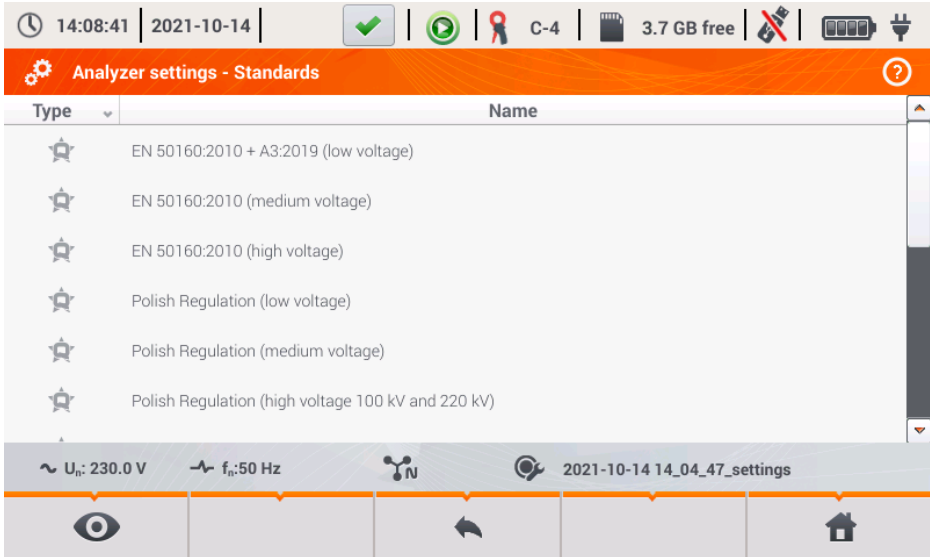 14:08:41 2021-10-14 C-4 3.7 GB free
Analyzer settings - Standards ?
Type Name
EN 50160:2010 + A3:2019 (low voltage)
EN 50160:2010 (medium voltage)
EN 50160:2010 (high voltage)
Polish Regulation (low voltage)
Polish Regulation (medium voltage)
Polish Regulation (high voltage 100 kV and 220 kV)
Un: 230.0 V fn:50 Hz N 2021-10-14 14_04_47_settings